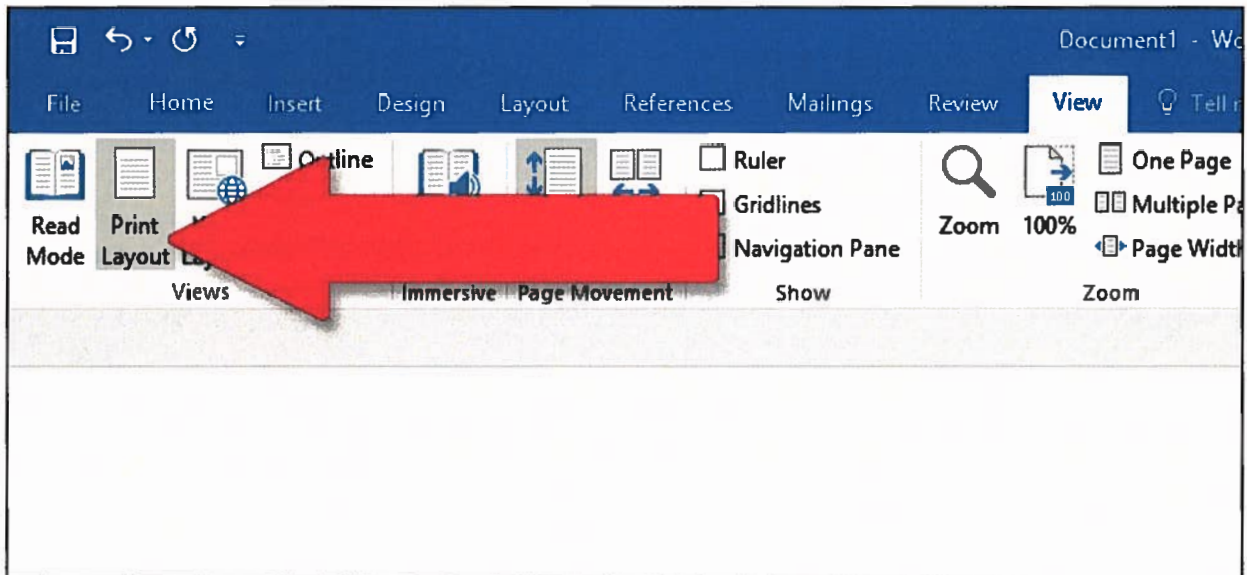 Document1 - Wo
File Home Insert Design Layout References Mailings Review View Tell
Read Mode
Print Layout
Outline
Views
Immersive
Page Movement
Ruler
Gridlines
Navigation Pane
Show
Zoom
100
100%
One Page
Multiple Pa
Page Width
Zoom